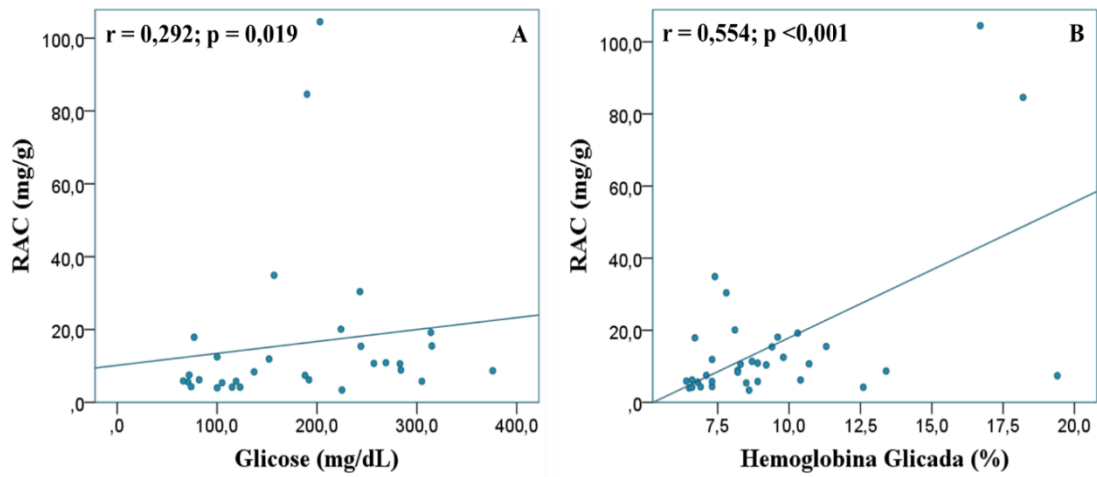 r = 0,292; p = 0,019
A
100,0
80,0
60,0
40,0
20,0
,0
RAC (mg/g)
,0 100,0 200,0 300,0 400,0
Glicose (mg/dL)
r = 0,554; p <0,001
B
100,0
80,0
60,0
40,0
20,0
,0
RAC (mg/g)
7,5 10,0 12,5 15,0 17,5 20,0
Hemoglobina Glicada (%)